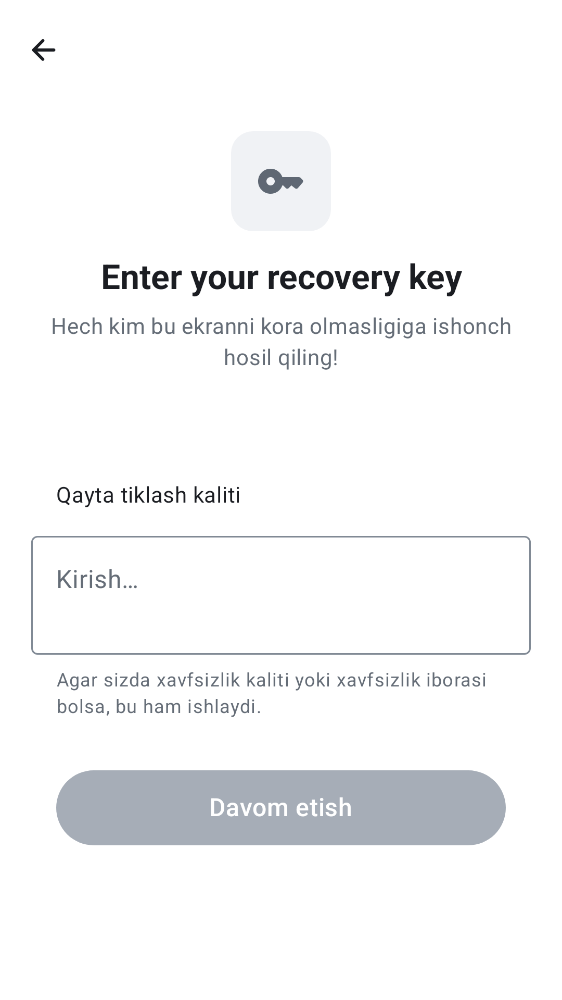 Enter your recovery key
Hech kim bu ekranni kora olmasligiga ishonch
hosil qiling!
Qayta tiklash kaliti
Kirish…
Agar sizda xavfsizlik kaliti yoki xavfsizlik iborasi
bolsa, bu ham ishlaydi.
Davom etish